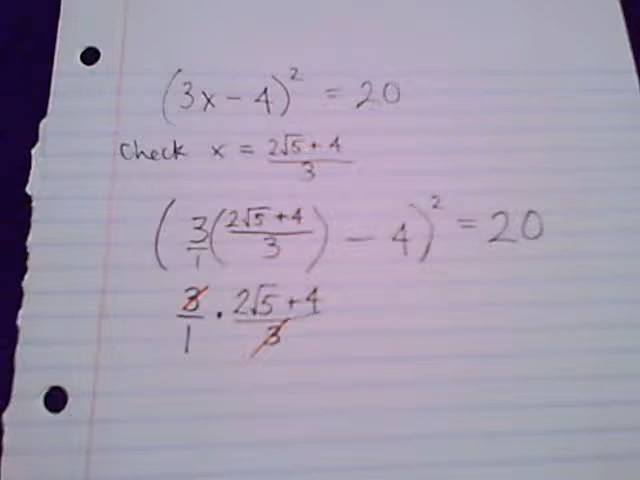 (3x - 4)² = 20
Check x = (2√5 + 4)/3
(3/1((2√5 + 4)/3) - 4)² = 20
3/1 · (2√5 + 4)/3